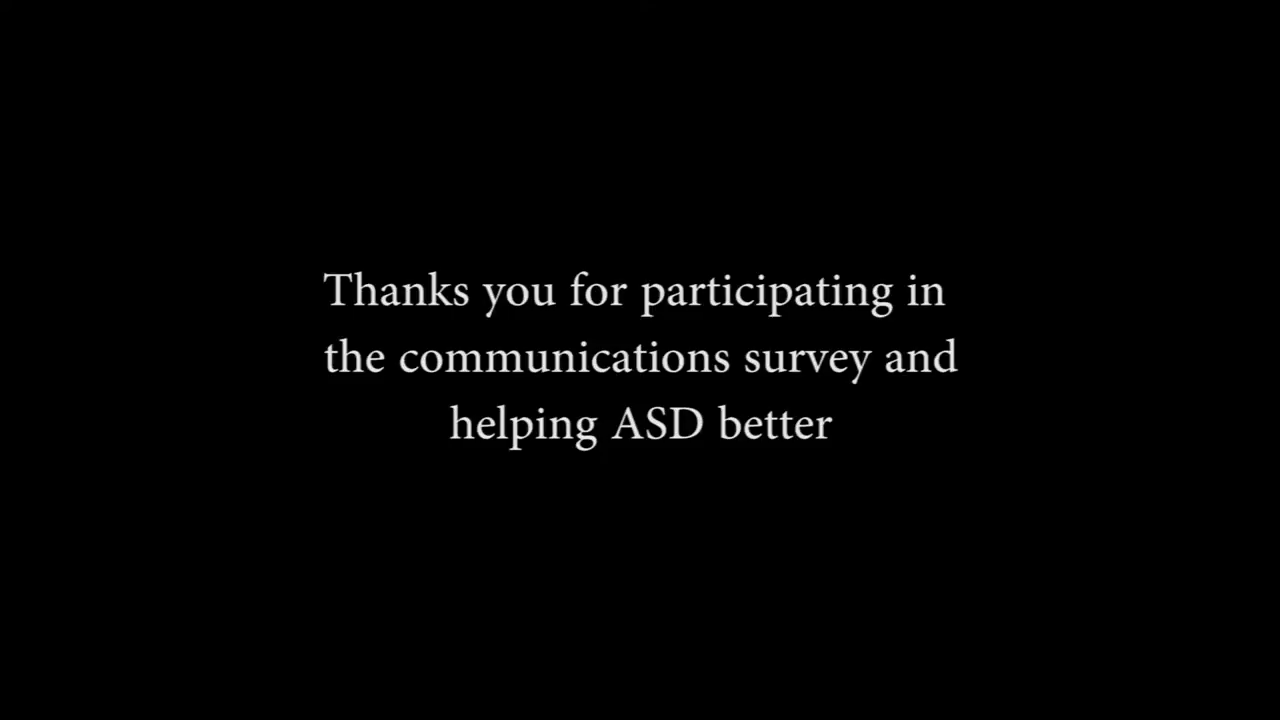 Thanks you for participating in
the communications survey and
helping ASD better